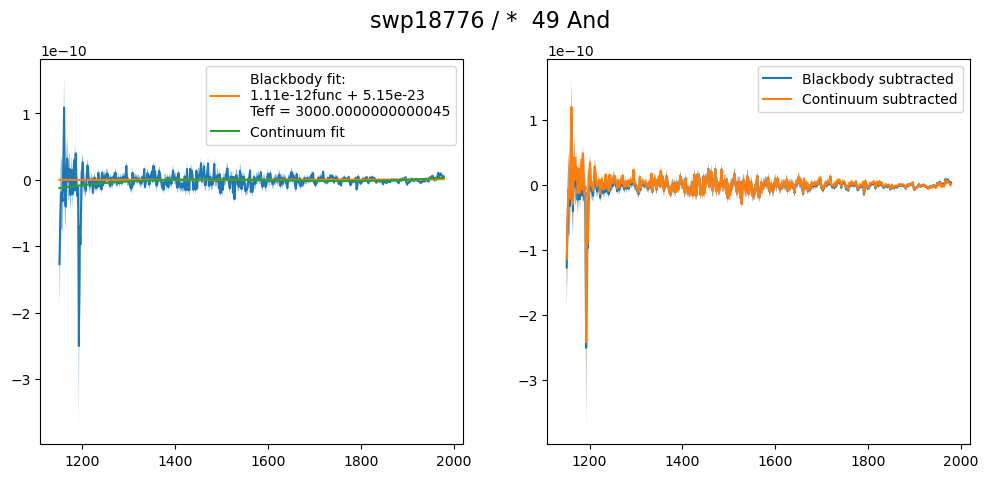 swp18776 / *  49 And
1e−10
Blackbody fit:
1.11e-12func + 5.15e-23
Teff = 3000.0000000000045
Continuum fit
1
0
−1
−2
−3
1200 1400 1600 1800 2000
1e−10
Blackbody subtracted
Continuum subtracted
1
0
−1
−2
−3
1200 1400 1600 1800 2000